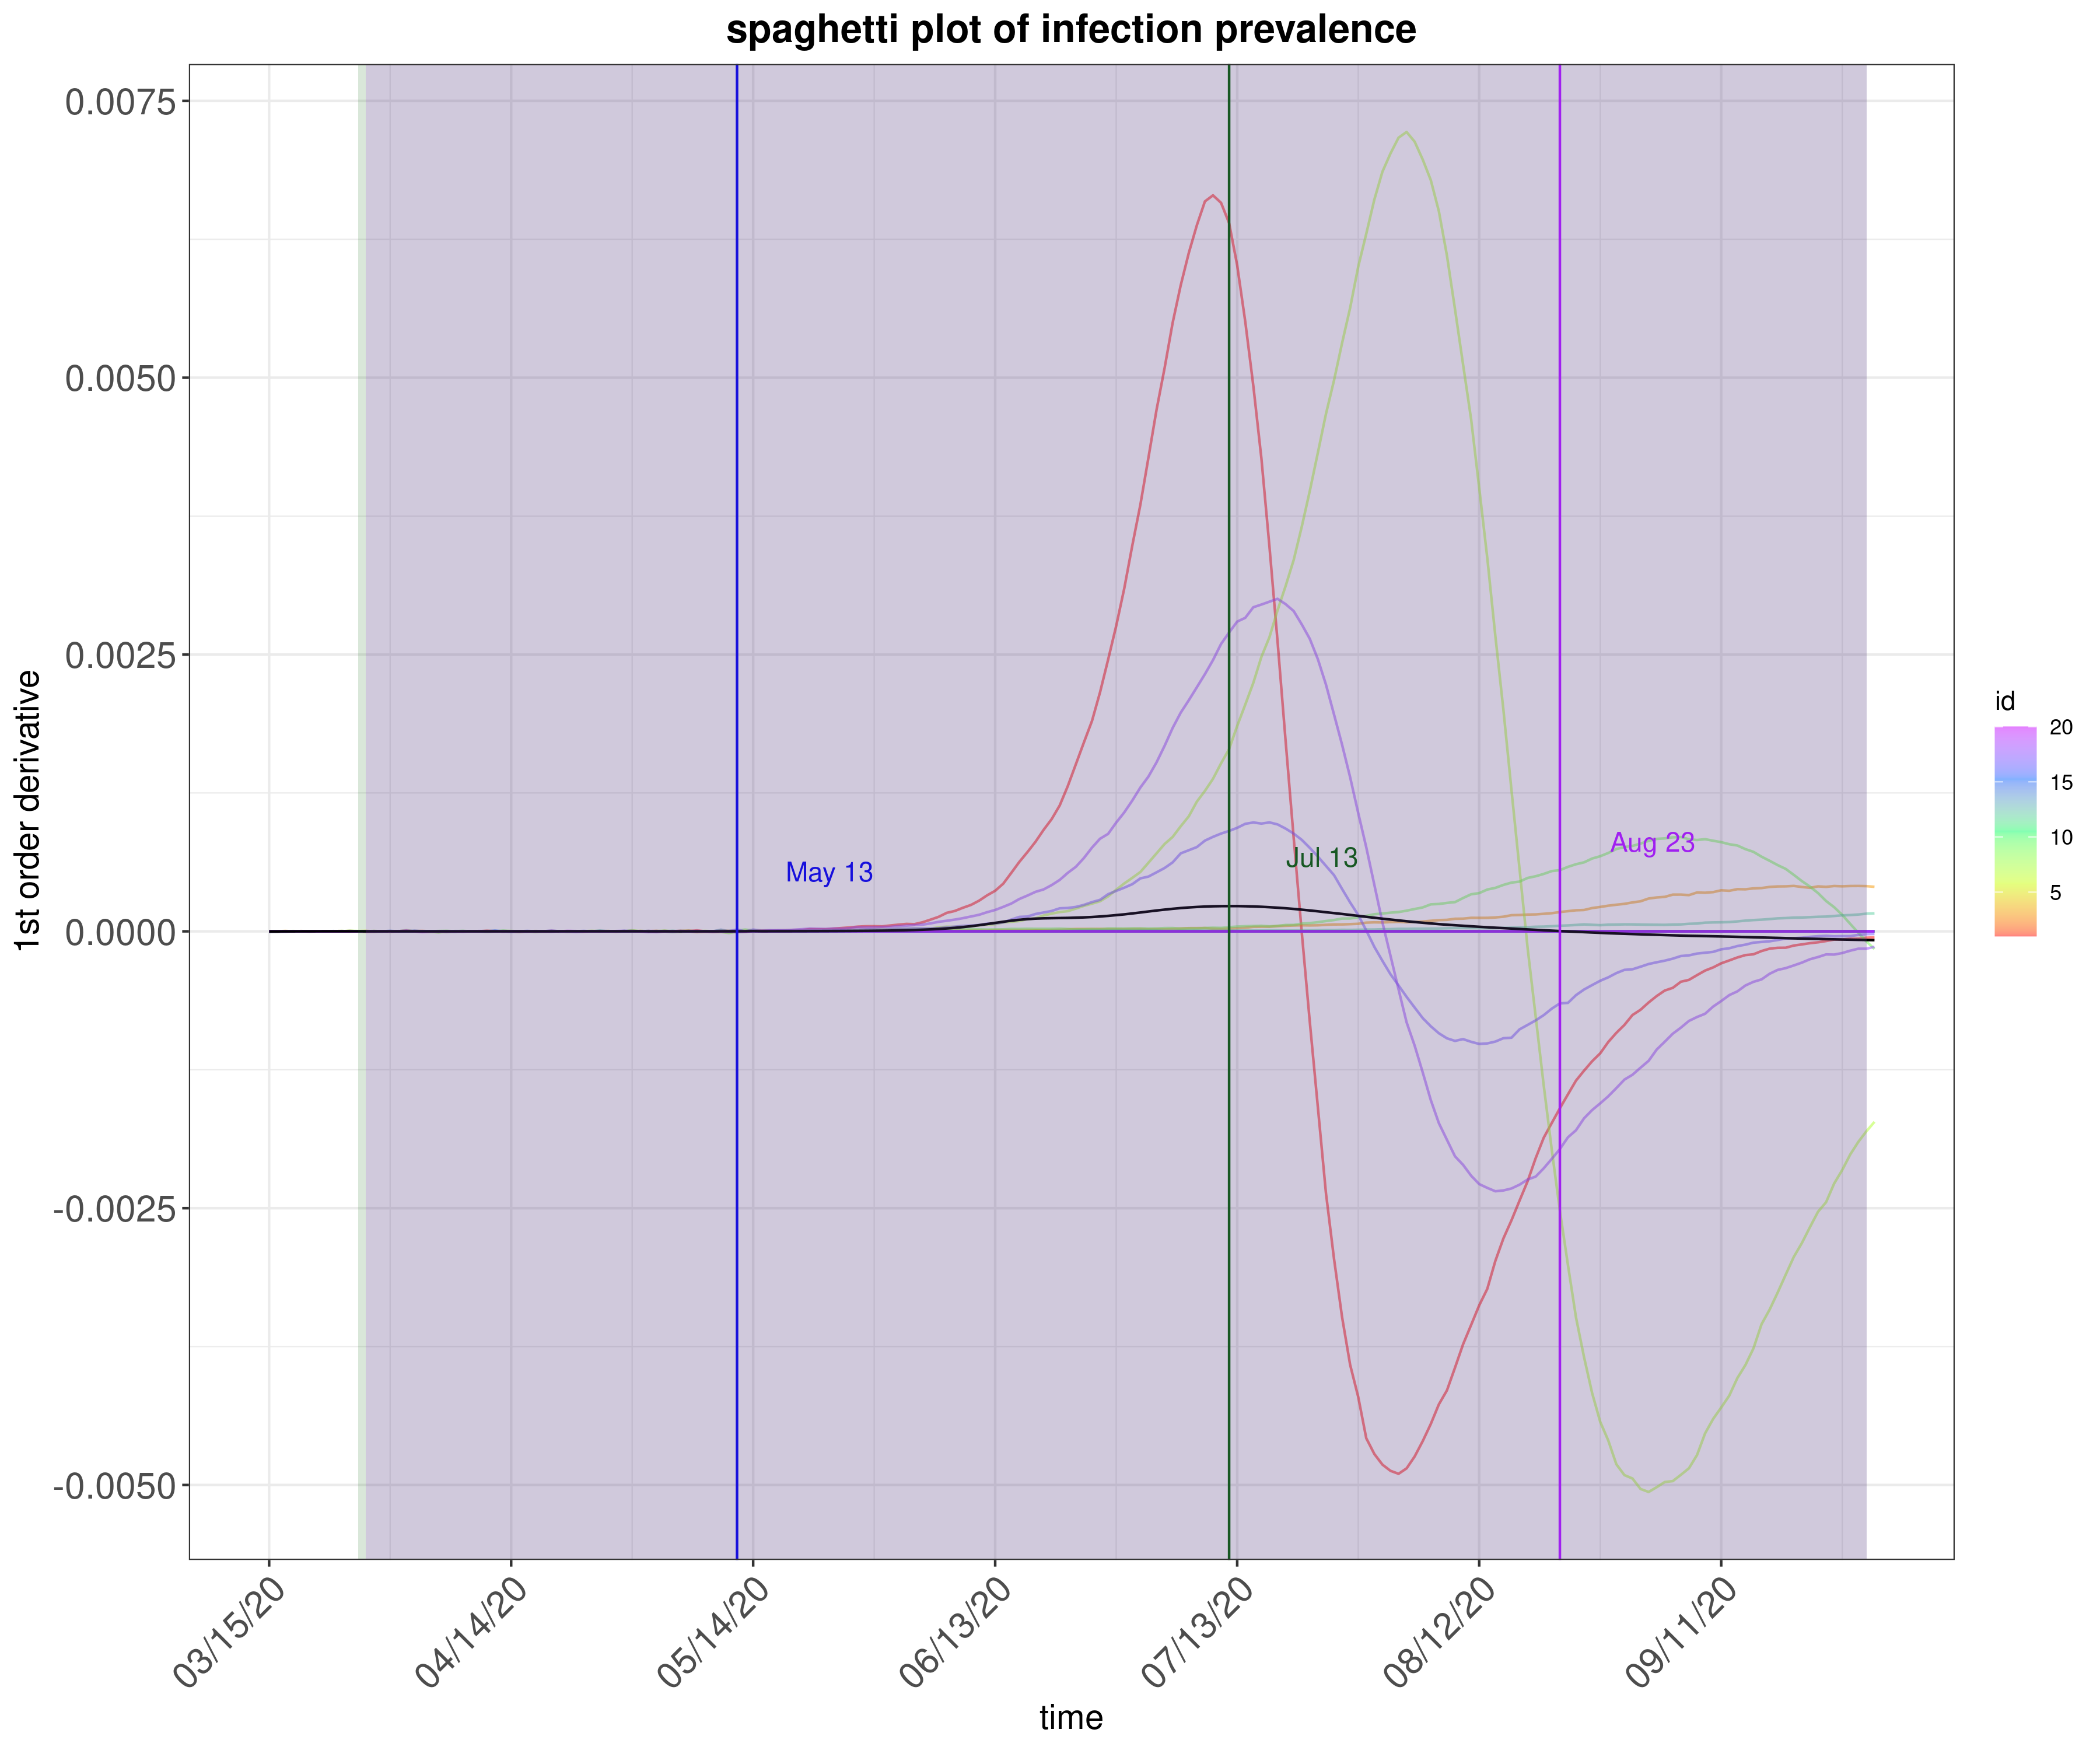 spaghetti plot of infection prevalence
0.0075
0.0050
0.0025
0.0000
-0.0025
-0.0050
1st order derivative
May 13
Jul 13
Aug 23
03/15/20
04/14/20
05/14/20
06/13/20
07/13/20
08/12/20
09/11/20
time
id
20
15
10
5